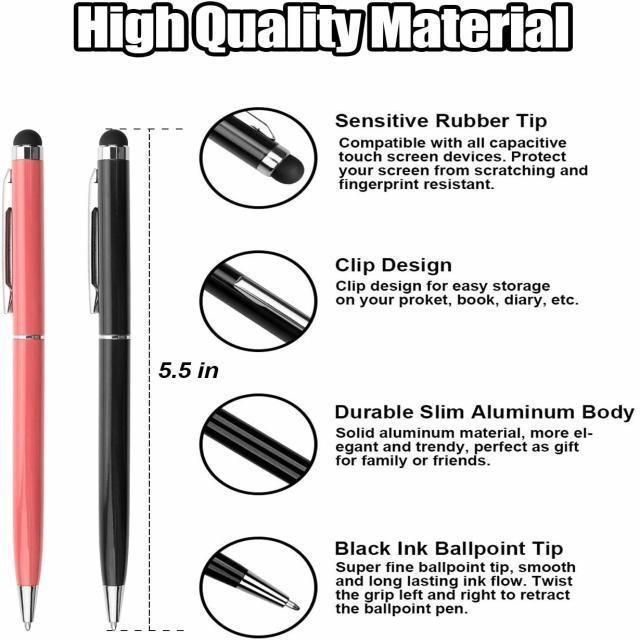 High Quality Material
Sensitive Rubber Tip
Compatible with all capacitive
touch screen devices. Protect
your screen from scratching and
fingerprint resistant.
Clip Design
Clip design for easy storage
on your proket, book, diary, etc.
5.5 in
Durable Slim Aluminum Body
Solid aluminum material, more el-
egant and trendy, perfect as gift
for family or friends.
Black Ink Ballpoint Tip
Super fine ballpoint tip, smooth
and long lasting ink flow. Twist
the grip left and right to retract
the ballpoint pen.